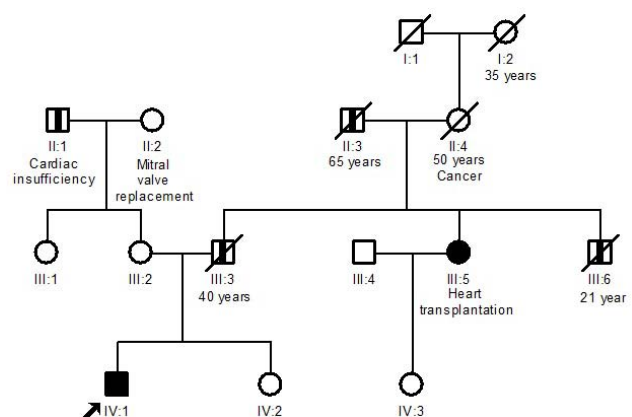 I:1
I:2
35 years
II:1
Cardiac
insufficiency
II:2
Mitral
valve
replacement
II:3
65 years
II:4
50 years
Cancer
III:1
III:2
III:3
40 years
III:4
III:5
Heart
transplantation
III:6
21 year
IV:1
IV:2
IV:3